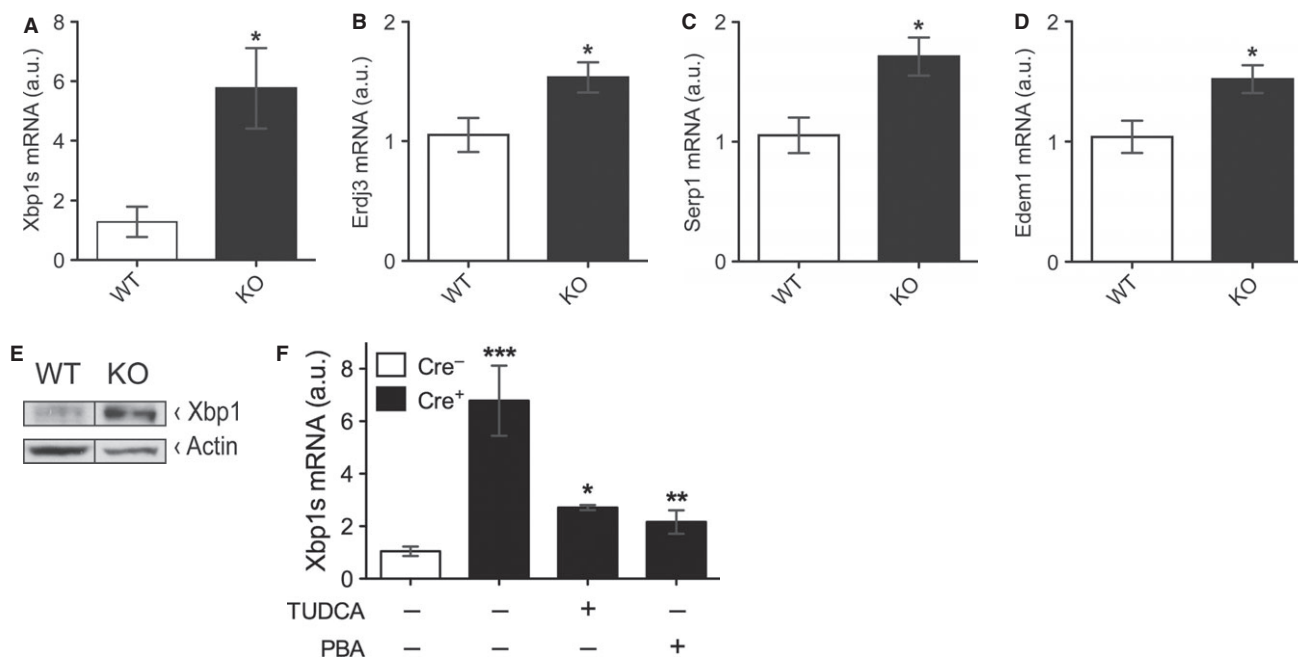 A
Xbp1s mRNA (a.u.)
8
6
4
2
0
*
WT
KO
B
Erdj3 mRNA (a.u.)
2
1
0
*
WT
KO
C
Serp1 mRNA (a.u.)
2
1
0
*
WT
KO
D
Edem1 mRNA (a.u.)
2
1
0
*
WT
KO
E
WT KO
‹ Xbp1
‹ Actin
F
Xbp1s mRNA (a.u.)
8
6
4
2
0
Cre–
Cre+
***
*
**
TUDCA – – + –
PBA – – – +